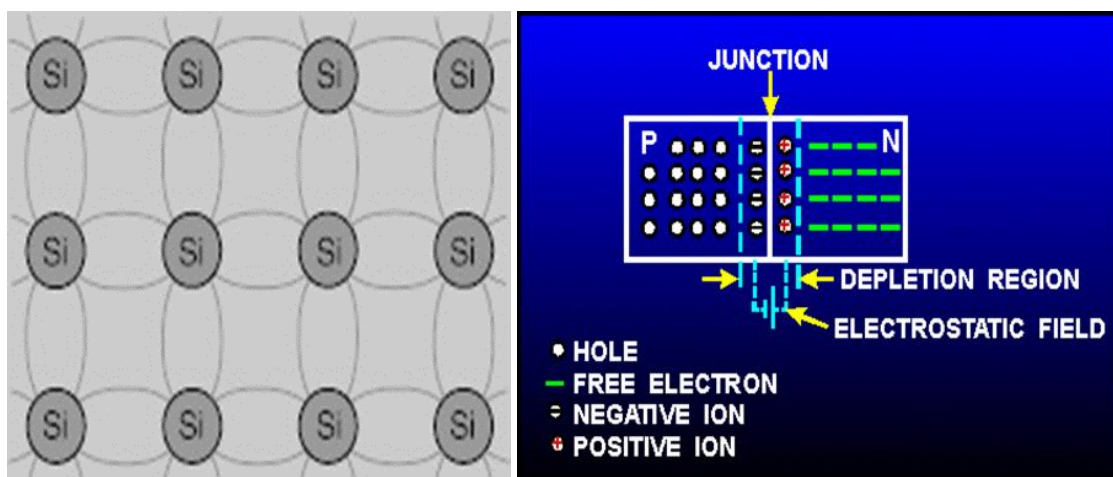 Si Si Si Si
Si Si Si Si
Si Si Si Si
JUNCTION
P N
DEPLETION REGION
ELECTROSTATIC FIELD
HOLE
FREE ELECTRON
NEGATIVE ION
POSITIVE ION